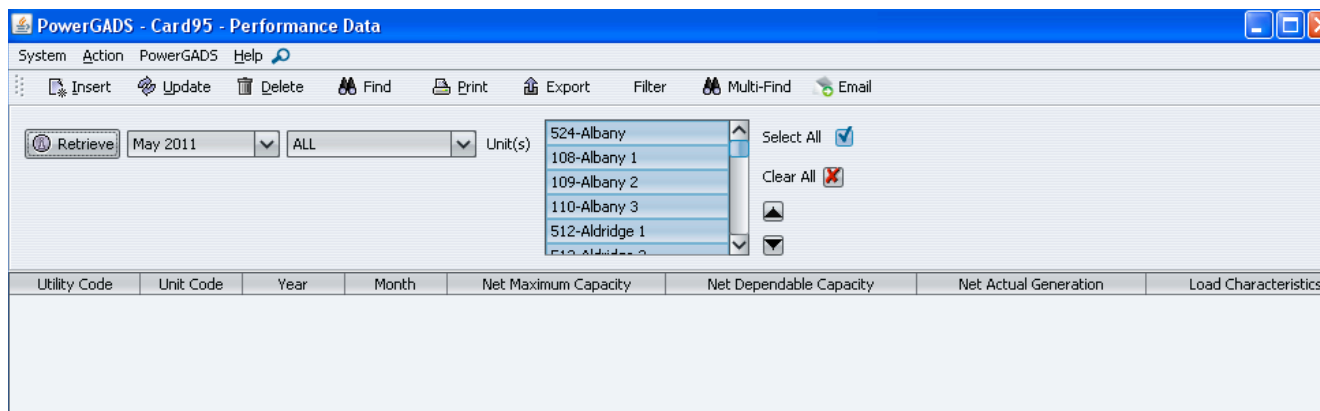 PowerGADS - Card95 - Performance Data
System Action PowerGADS Help
Insert Update Delete Find Print Export Filter Multi-Find Email
Retrieve May 2011 ALL Unit(s)
524-Albany
108-Albany 1
109-Albany 2
110-Albany 3
512-Aldridge 1
Select All
Clear All
Utility Code Unit Code Year Month Net Maximum Capacity Net Dependable Capacity Net Actual Generation Load Characteristics